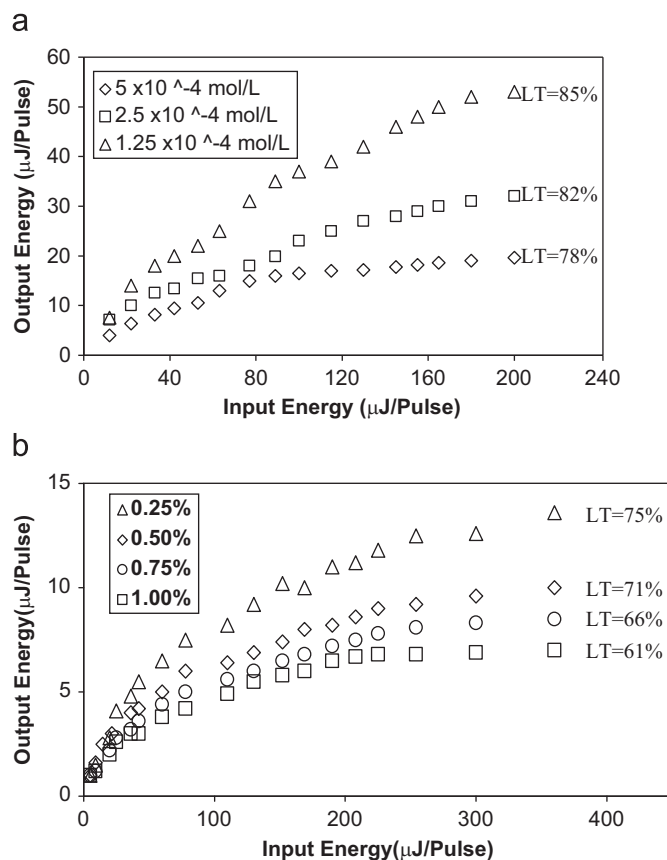 a
60
50
40
30
20
10
0
Output Energy (μJ/Pulse)
5 x10 ^-4 mol/L
2.5 x10 ^-4 mol/L
1.25 x10 ^-4 mol/L
LT=85%
LT=82%
LT=78%
0 40 80 120 160 200 240
Input Energy (μJ/Pulse)
b
15
10
5
0
Output Energy(μJ/Pulse)
0.25%
0.50%
0.75%
1.00%
LT=75%
LT=71%
LT=66%
LT=61%
0 100 200 300 400
Input Energy(μJ/Pulse)